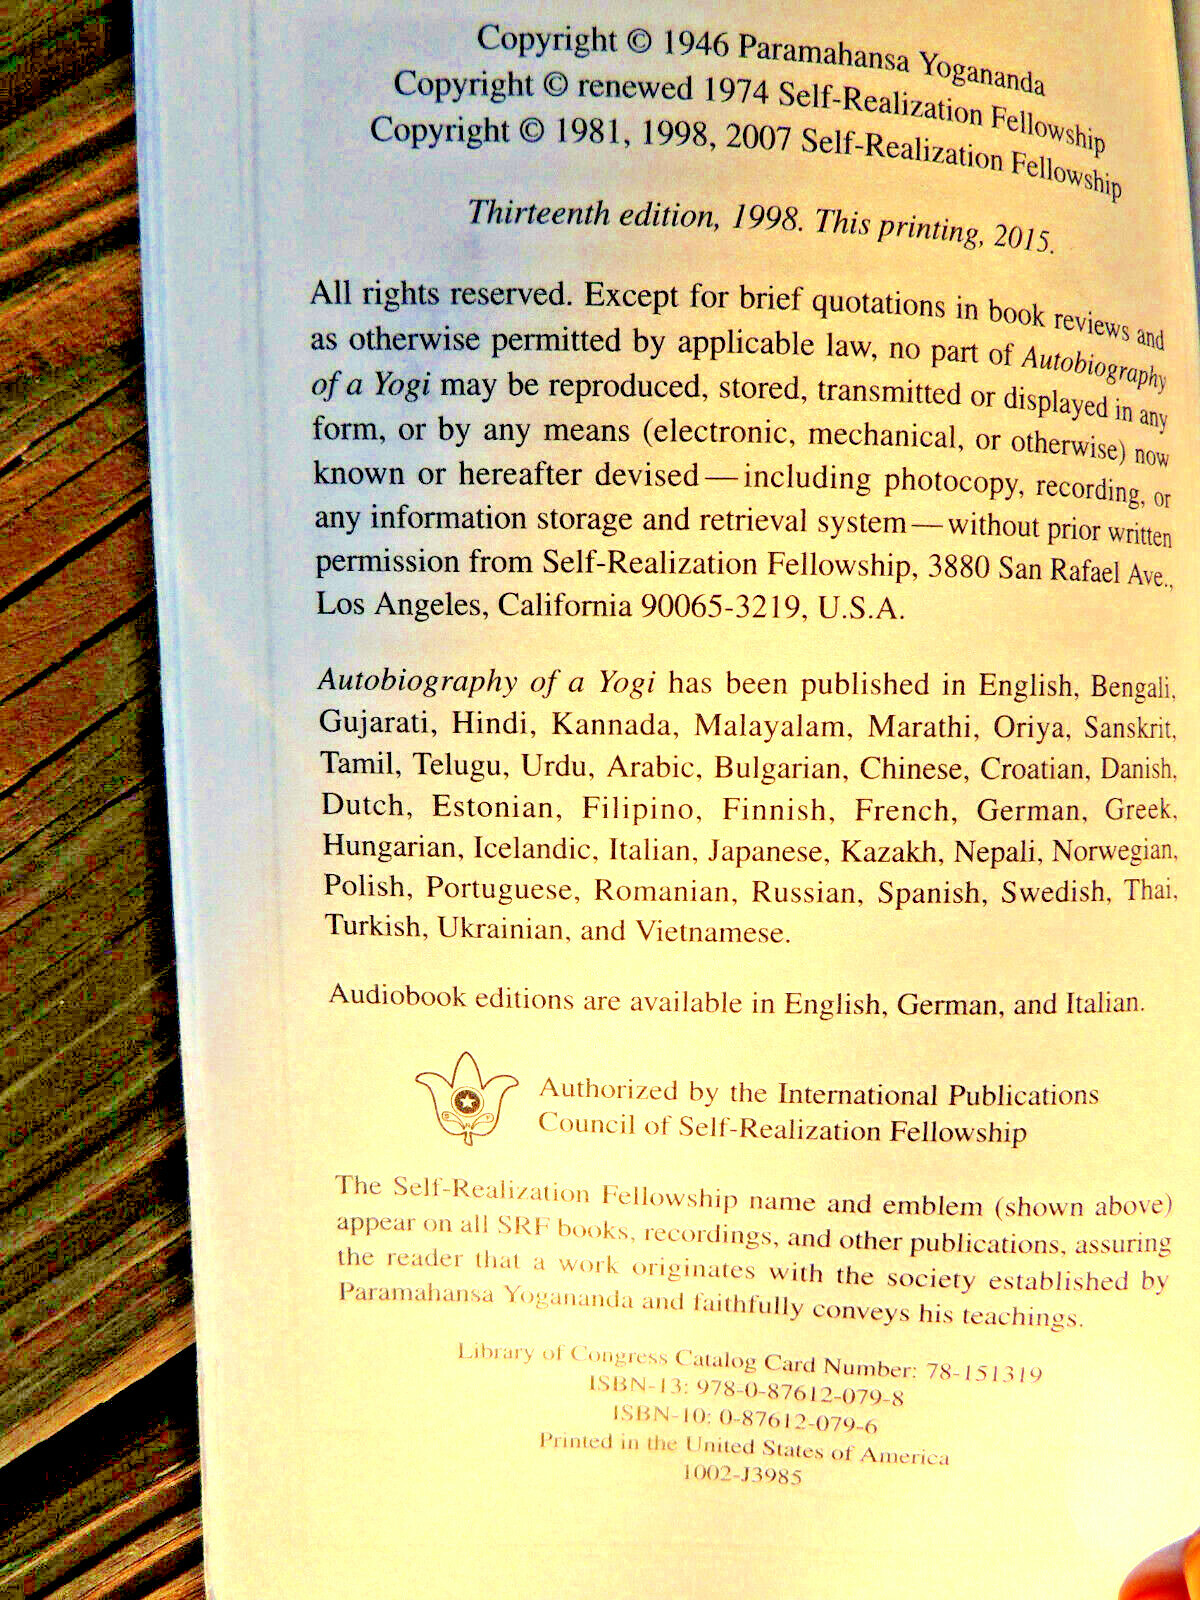 Copyright © 1946 Paramahansa Yogananda
Copyright © renewed 1974 Self-Realization Fellowship
Copyright © 1981, 1998, 2007 Self-Realization Fellowship
Thirteenth edition, 1998. This printing, 2015.
All rights reserved. Except for brief quotations in book reviews and
as otherwise permitted by applicable law, no part of Autobiography
of a Yogi may be reproduced, stored, transmitted or displayed in any
form, or by any means (electronic, mechanical, or otherwise) now
known or hereafter devised—including photocopy, recording, or
any information storage and retrieval system—without prior written
permission from Self-Realization Fellowship, 3880 San Rafael Ave.,
Los Angeles, California 90065-3219, U.S.A.
Autobiography of a Yogi has been published in English, Bengali,
Gujarati, Hindi, Kannada, Malayalam, Marathi, Oriya, Sanskrit,
Tamil, Telugu, Urdu, Arabic, Bulgarian, Chinese, Croatian, Danish,
Dutch, Estonian, Filipino, Finnish, French, German, Greek,
Hungarian, Icelandic, Italian, Japanese, Kazakh, Nepali, Norwegian,
Polish, Portuguese, Romanian, Russian, Spanish, Swedish, Thai,
Turkish, Ukrainian, and Vietnamese.
Audiobook editions are available in English, German, and Italian.
Authorized by the International Publications
Council of Self-Realization Fellowship
The Self-Realization Fellowship name and emblem (shown above)
appear on all SRF books, recordings, and other publications, assuring
the reader that a work originates with the society established by
Paramahansa Yogananda and faithfully conveys his teachings.
Library of Congress Catalog Card Number: 78-151319
ISBN-13: 978-0-87612-079-8
ISBN-10: 0-87612-079-6
Printed in the United States of America
1002-J3985